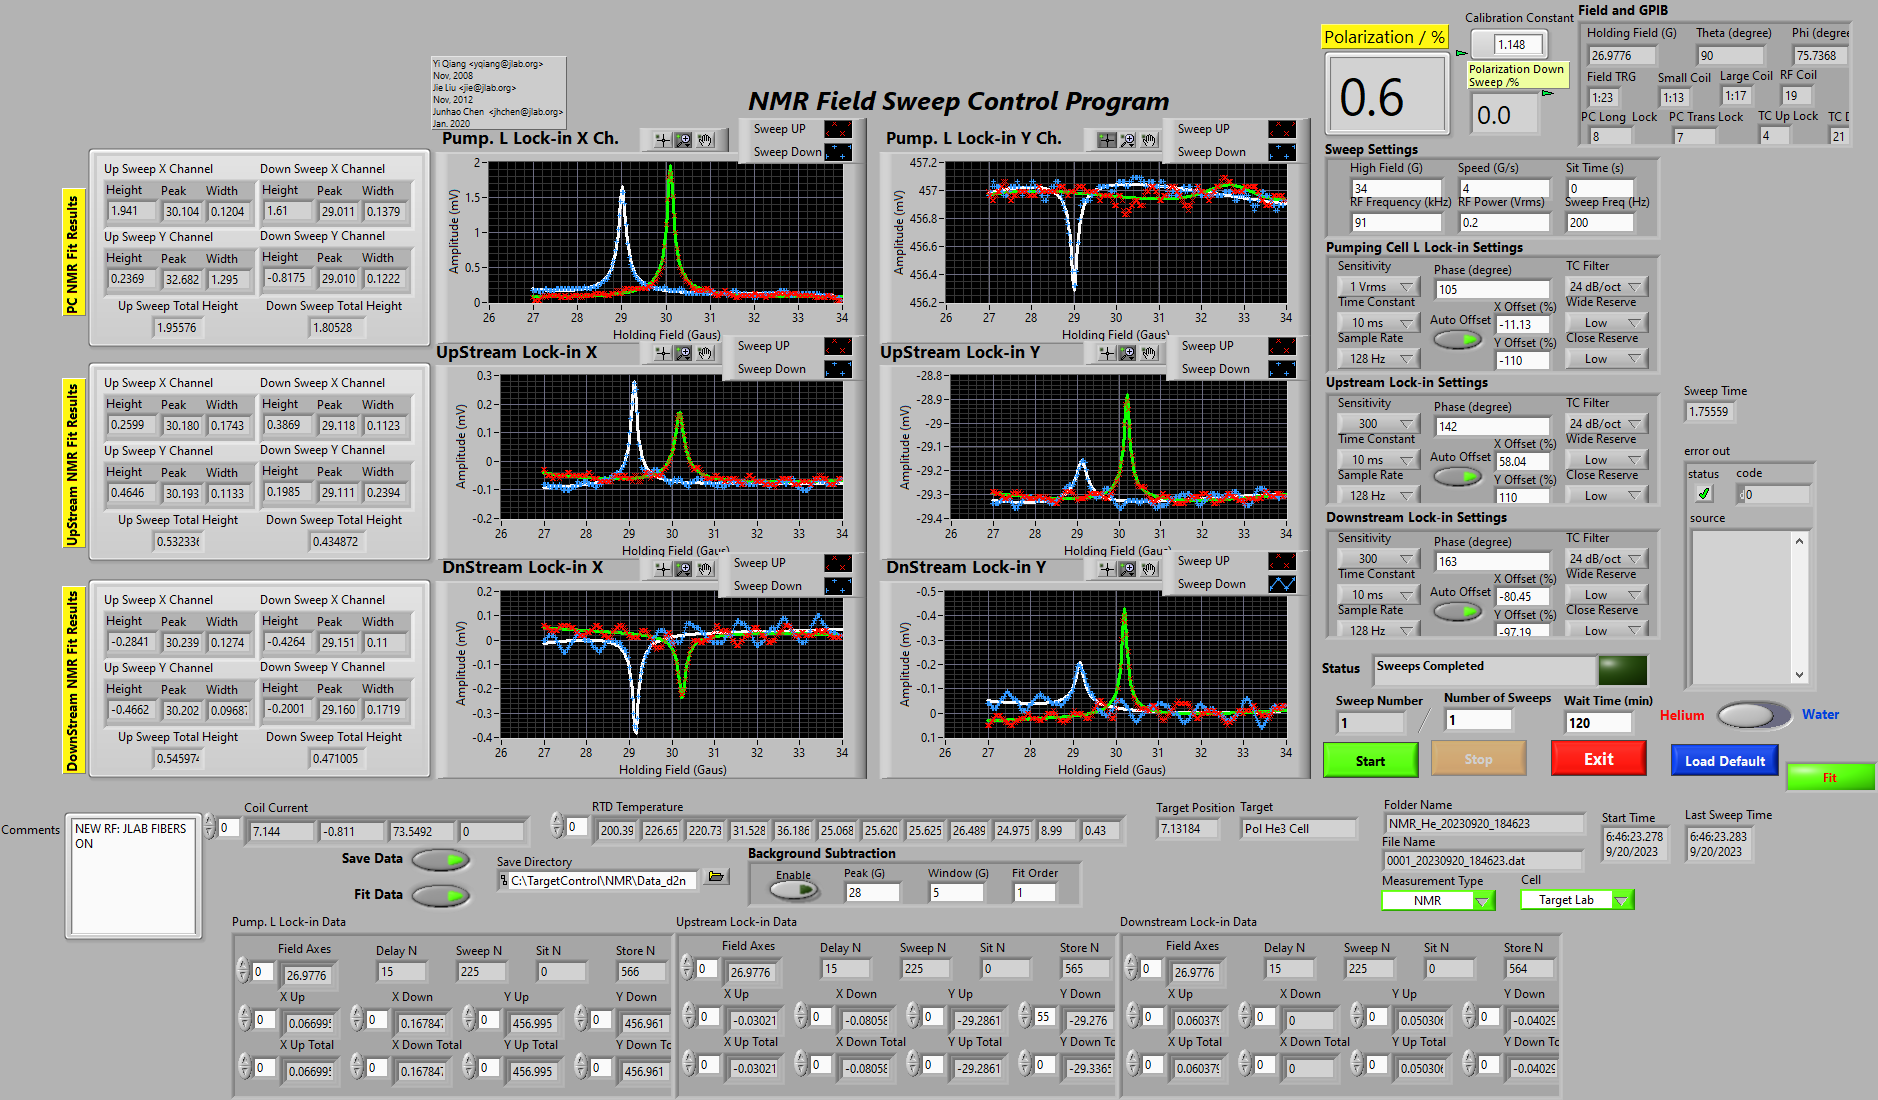 Yi Qiang <yqiang@jlab.org>
Nov, 2008
Jie Liu <jie@jlab.org>
Nov, 2012
Junhao Chen <jhchen@jlab.org>
Jan. 2020
NMR Field Sweep Control Program
Polarization / %
0.6
Calibration Constant
1.148
Polarization Down
Sweep /%
0.0
Field and GPIB
Holding Field (G) Theta (degree) Phi (degree
26.9776 90 75.7368
Field TRG Small Coil Large Coil RF Coil
1:23 1:13 1:17 19
PC Long Lock PC Trans Lock TC Up Lock TC D
8 7 4 21
PC NMR Fit Results
Up Sweep X Channel Down Sweep X Channel
Height Peak Width Height Peak Width
1.941 30.104 0.1204 1.61 29.011 0.1379
Up Sweep Y Channel Down Sweep Y Channel
Height Peak Width Height Peak Width
0.2369 32.682 1.295 -0.8175 29.010 0.1222
Up Sweep Total Height Down Sweep Total Height
1.95576 1.80528
UpStream NMR Fit Results
Up Sweep X Channel Down Sweep X Channel
Height Peak Width Height Peak Width
0.2599 30.180 0.1743 0.3869 29.118 0.1123
Up Sweep Y Channel Down Sweep Y Channel
Height Peak Width Height Peak Width
0.4646 30.193 0.1133 0.1985 29.111 0.2394
Up Sweep Total Height Down Sweep Total Height
0.532336 0.434872
DownStream NMR Fit Results
Up Sweep X Channel Down Sweep X Channel
Height Peak Width Height Peak Width
-0.2841 30.239 0.1274 -0.4264 29.151 0.11
Up Sweep Y Channel Down Sweep Y Channel
Height Peak Width Height Peak Width
-0.4662 30.202 0.09687 -0.2001 29.160 0.1719
Up Sweep Total Height Down Sweep Total Height
0.545974 0.471005
Pump. L Lock-in X Ch.
Sweep UP
Sweep Down
Amplitude (mV)
2
1.5
1
0.5
0
26 27 28 29 30 31 32 33 34
Holding Field (Gaus)
Pump. L Lock-in Y Ch.
Sweep UP
Sweep Down
Amplitude (mV)
457.2
457
456.8
456.6
456.4
456.2
26 27 28 29 30 31 32 33 34
Holding Field (Gaus)
UpStream Lock-in X
Sweep UP
Sweep Down
Amplitude (mV)
0.3
0.2
0.1
0
-0.1
-0.2
26 27 28 29 30 31 32 33 34
Holding Field (Gaus)
UpStream Lock-in Y
Sweep UP
Sweep Down
Amplitude (mV)
-28.8
-28.9
-29
-29.1
-29.2
-29.3
-29.4
26 27 28 29 30 31 32 33 34
Holding Field (Gaus)
DnStream Lock-in X
Sweep UP
Sweep Down
Amplitude (mV)
0.2
0.1
0
-0.1
-0.2
-0.3
-0.4
26 27 28 29 30 31 32 33 34
Holding Field (Gaus)
DnStream Lock-in Y
Sweep UP
Sweep Down
Amplitude (mV)
-0.5
-0.4
-0.3
-0.2
-0.1
0
0.1
26 27 28 29 30 31 32 33 34
Holding Field (Gaus)
Sweep Settings
High Field (G) Speed (G/s) Sit Time (s)
34 4 0
RF Frequency (kHz) RF Power (Vrms) Sweep Freq (Hz)
91 0.2 200
Pumping Cell L Lock-in Settings
Sensitivity Phase (degree) TC Filter
1 Vrms 105 24 dB/oct
Time Constant X Offset (%) Wide Reserve
10 ms Auto Offset -11.13 Low
Sample Rate Y Offset (%) Close Reserve
128 Hz -110 Low
Upstream Lock-in Settings
Sensitivity Phase (degree) TC Filter
300 142 24 dB/oct
Time Constant X Offset (%) Wide Reserve
10 ms Auto Offset 58.04 Low
Sample Rate Y Offset (%) Close Reserve
128 Hz 110 Low
Downstream Lock-in Settings
Sensitivity Phase (degree) TC Filter
300 163 24 dB/oct
Time Constant X Offset (%) Wide Reserve
10 ms Auto Offset -80.45 Low
Sample Rate Y Offset (%) Close Reserve
128 Hz -97.19 Low
Sweep Time
1.75559
error out
status code
0
source
Status Sweeps Completed
Sweep Number Number of Sweeps Wait Time (min)
1 / 1 120
Helium Water
Start Stop Exit Load Default Fit
Comments
NEW RF: JLAB FIBERS
ON
Coil Current
0 7.144 -0.811 73.5492 0
RTD Temperature
0 200.39 226.65 220.73 31.528 36.186 25.068 25.620 25.625 26.489 24.975 8.99 0.43
Target Position Target
7.13184 Pol He3 Cell
Save Data
Fit Data
Save Directory
C:\TargetControl\NMR\Data_d2n
Background Subtraction
Enable Peak (G) Window (G) Fit Order
28 5 1
Folder Name
NMR_He_20230920_184623
File Name
0001_20230920_184623.dat
Measurement Type Cell
NMR Target Lab
Start Time
6:46:23.278
9/20/2023
Last Sweep Time
6:46:23.283
9/20/2023
Pump. L Lock-in Data
Field Axes Delay N Sweep N Sit N Store N
0 26.9776 15 225 0 566
X Up X Down Y Up Y Down
0 0.066995 0 0.167847 0 456.995 0 456.961
X Up Total X Down Total Y Up Total Y Down To
0 0.066995 0 0.167847 0 456.995 0 456.961
Upstream Lock-in Data
Field Axes Delay N Sweep N Sit N Store N
0 26.9776 15 225 0 565
X Up X Down Y Up Y Down
0 -0.03021 0 -0.08058 0 -29.2861 55 -29.276
X Up Total X Down Total Y Up Total Y Down To
0 -0.03021 0 -0.08058 0 -29.2861 0 -29.3365
Downstream Lock-in Data
Field Axes Delay N Sweep N Sit N Store N
0 26.9776 15 225 0 564
X Up X Down Y Up Y Down
0 0.060379 0 0 0 0.050306 0 -0.04029
X Up Total X Down Total Y Up Total Y Down To
0 0.060379 0 0 0 0.050306 0 -0.04029